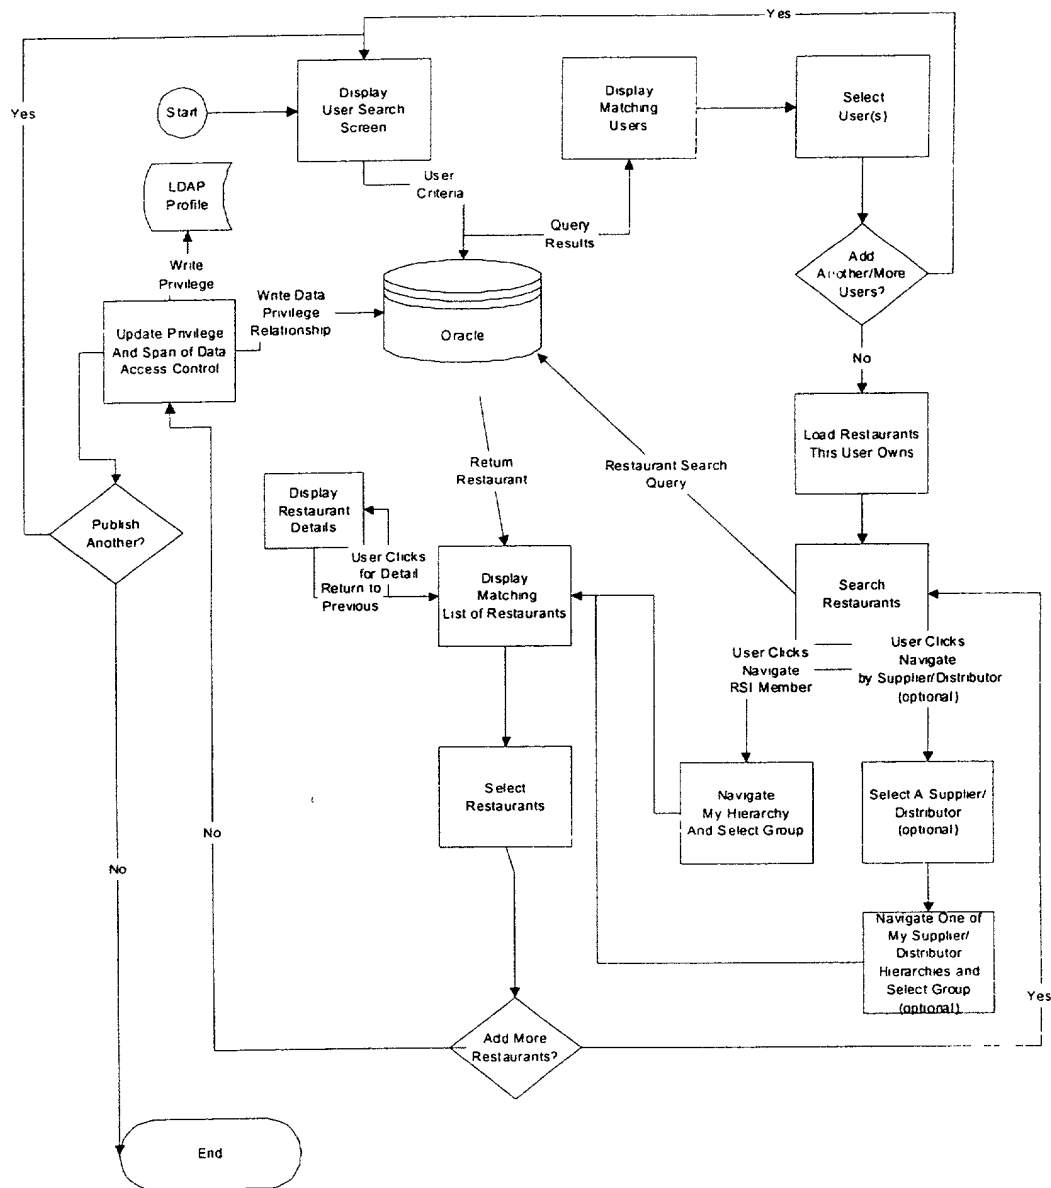 Yes
Yes
Start
Display
User Search
Screen
Display
Matching
Users
Select
User(s)
LDAP
Profile
User
Criteria
Query
Results
Write
Privilege
Add
Another/More
Users?
Write Data
Privilege
Relationship
Update Privilege
And Span of Data
Access Control
Oracle
No
Load Restaurants
This User Owns
Return
Restaurant
Restaurant Search
Query
Display
Restaurant
Details
Publish
Another?
User Clicks
for Detail
Return to
Previous
Display
Matching
List of Restaurants
Search
Restaurants
User Clicks
Navigate
RSI Member
User Clicks
Navigate
by Supplier/Distributor
(optional)
Select
Restaurants
Navigate
My Hierarchy
And Select Group
Select A Supplier/
Distributor
(optional)
No
No
Navigate One of
My Supplier/
Distributor
Hierarchies and
Select Group
(optional)
Yes
Add More
Restaurants?
End